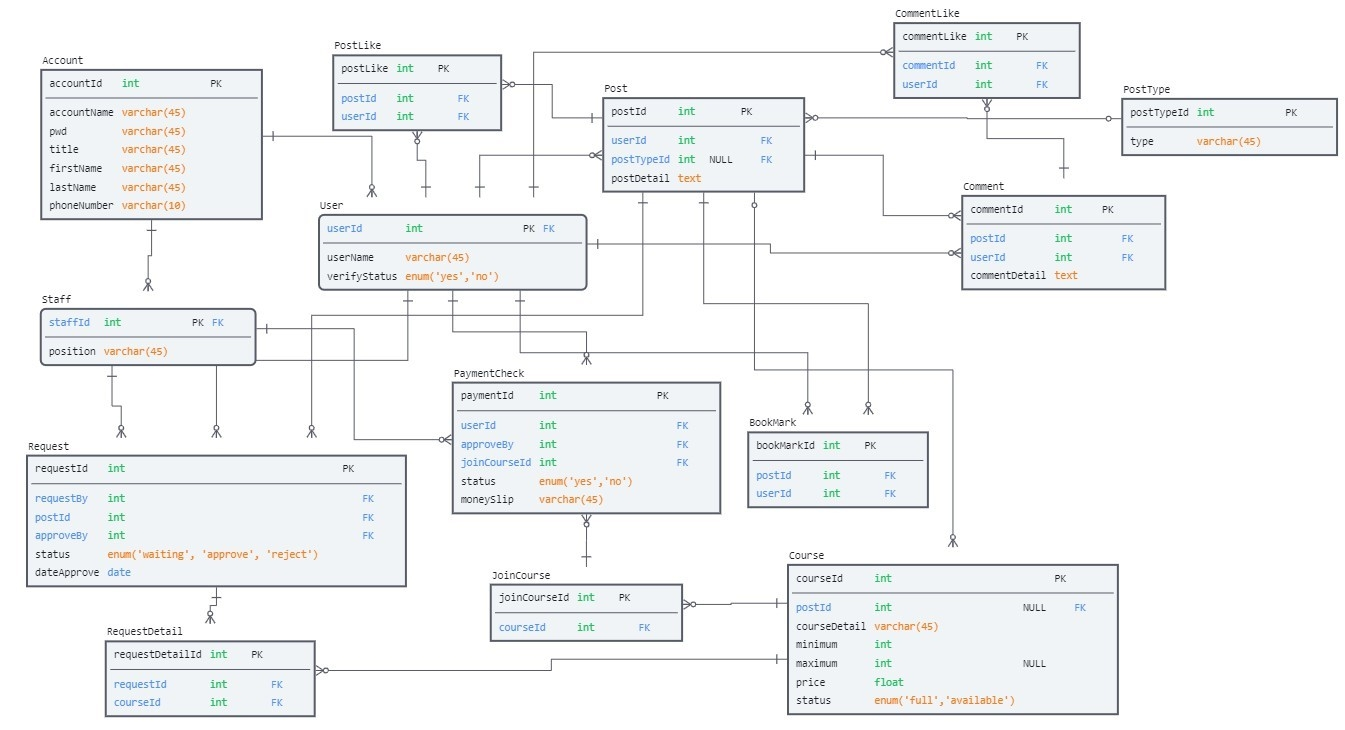 CommentLike
commentLike int PK
commentId int FK
userId int FK
PostLike
postLike int PK
postId int FK
userId int FK
Account
accountId int PK
accountName varchar(45)
pwd varchar(45)
title varchar(45)
firstName varchar(45)
lastName varchar(45)
phoneNumber varchar(10)
Post
postId int PK
userId int FK
postTypeId int NULL FK
postDetail text
PostType
postTypeId int PK
type varchar(45)
Comment
commentId int PK
postId int FK
userId int FK
commentDetail text
User
userId int PK FK
userName varchar(45)
verifyStatus enum('yes','no')
Staff
staffId int PK FK
position varchar(45)
PaymentCheck
paymentId int PK
userId int FK
approveBy int FK
joinCourseId int FK
status enum('yes','no')
moneySlip varchar(45)
BookMark
bookMarkId int PK
postId int FK
userId int FK
Request
requestId int PK
requestBy int FK
postId int FK
approveBy int FK
status enum('waiting', 'approve', 'reject')
dateApprove date
JoinCourse
joinCourseId int PK
courseId int FK
Course
courseId int PK
postId int NULL FK
courseDetail varchar(45)
minimum int
maximum int NULL
price float
status enum('full','available')
RequestDetail
requestDetailId int PK
requestId int FK
courseId int FK